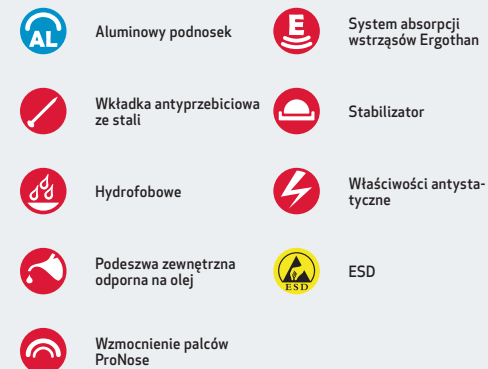 AL
Aluminowy podnosek
Wkładka antyprzebiciowa
ze stali
Hydrofobowe
Podeszwa zewnętrzna
odporna na olej
Wzmocnienie palców
ProNose
E
System absorpcji
wstrząsów Ergothan
Stabilizator
Właściwości antysta-
tyczne
ESD
ESD